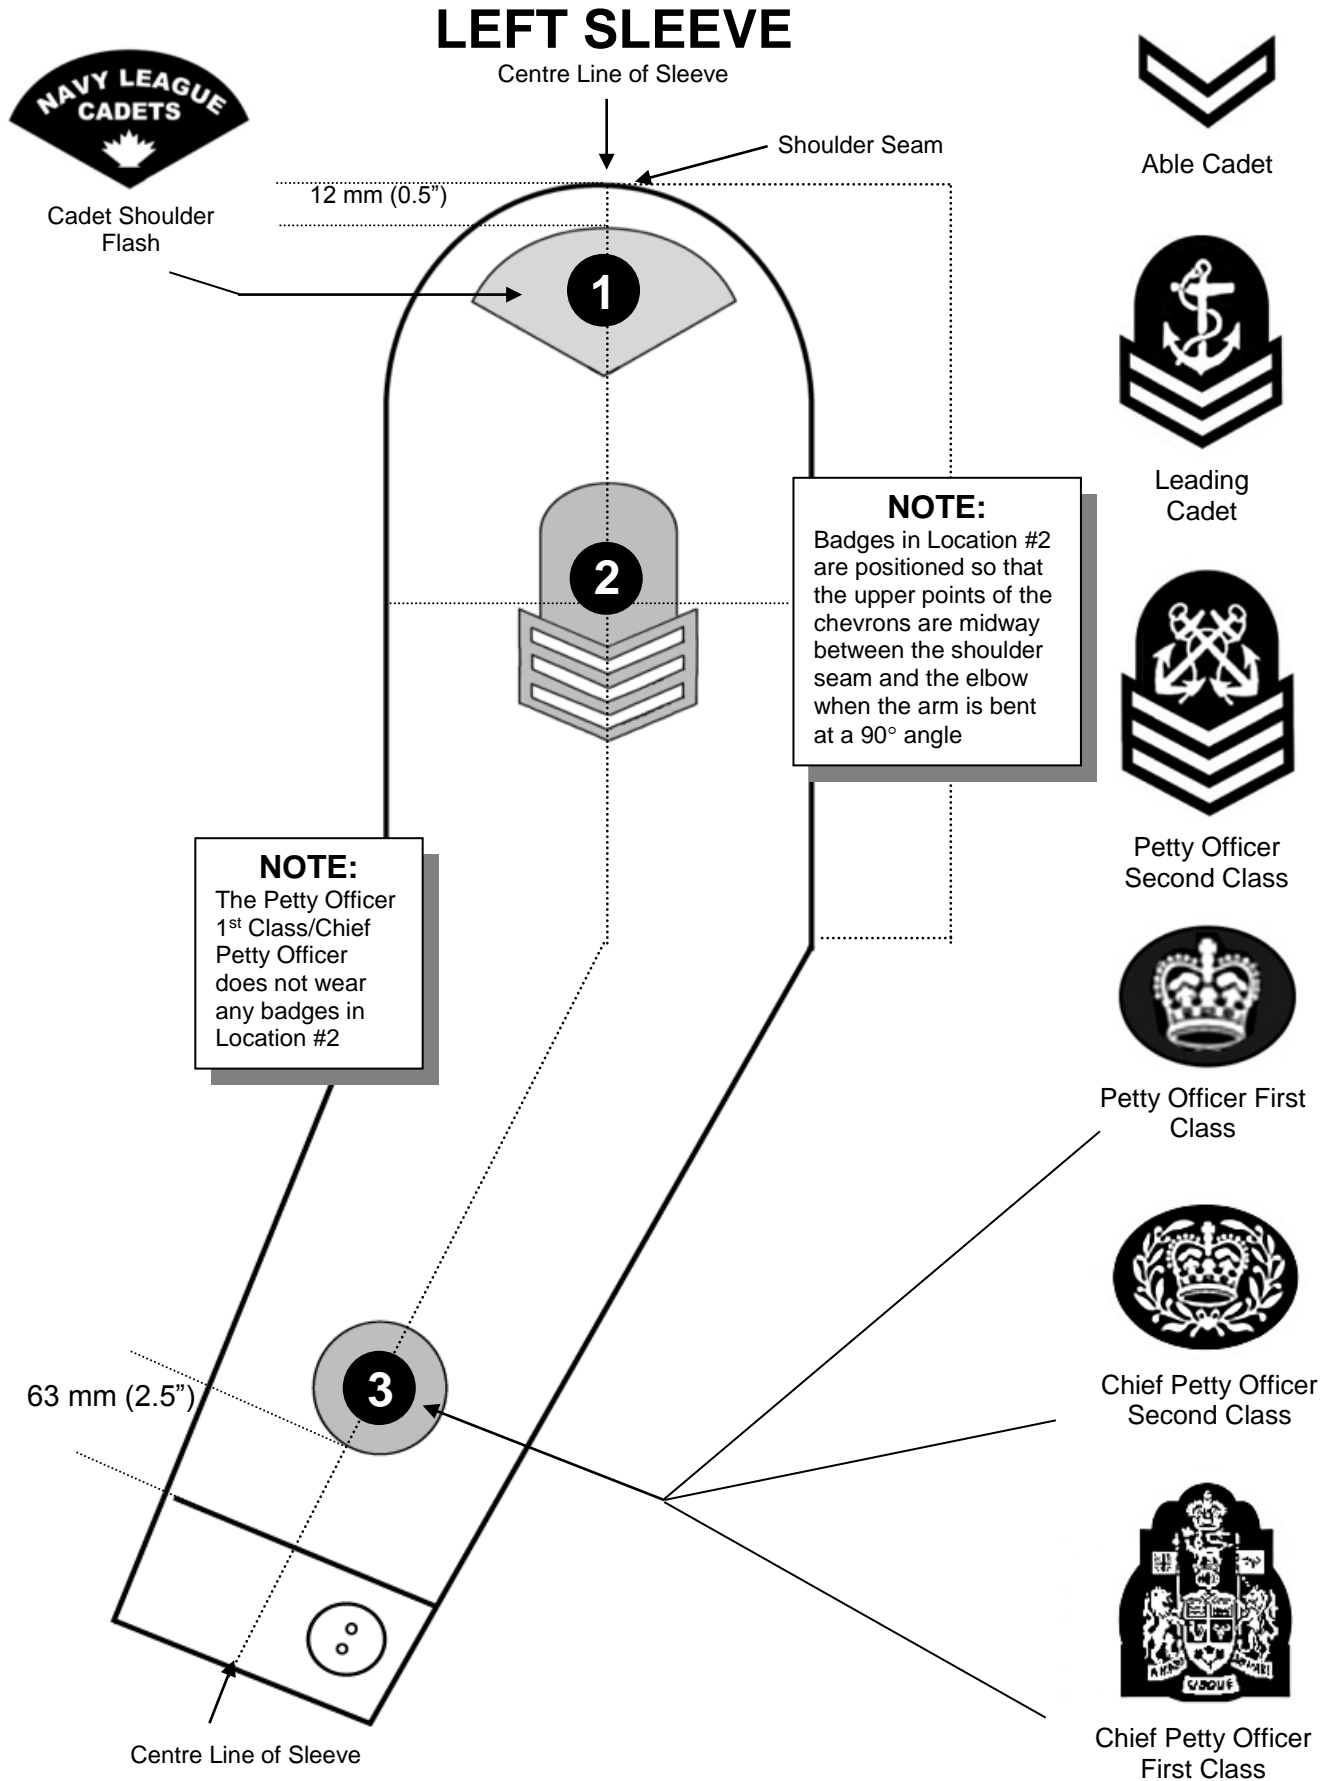 LEFT SLEEVE
Centre Line of Sleeve
NAVY LEAGUE
CADETS
Cadet Shoulder
Flash
12 mm (0.5”)
Shoulder Seam
Able Cadet
1
Leading
Cadet
2
NOTE:
Badges in Location #2
are positioned so that
the upper points of the
chevrons are midway
between the shoulder
seam and the elbow
when the arm is bent
at a 90° angle
Petty Officer
Second Class
NOTE:
The Petty Officer
1st Class/Chief
Petty Officer
does not wear
any badges in
Location #2
Petty Officer First
Class
63 mm (2.5”)
3
Chief Petty Officer
Second Class
Chief Petty Officer
First Class
Centre Line of Sleeve